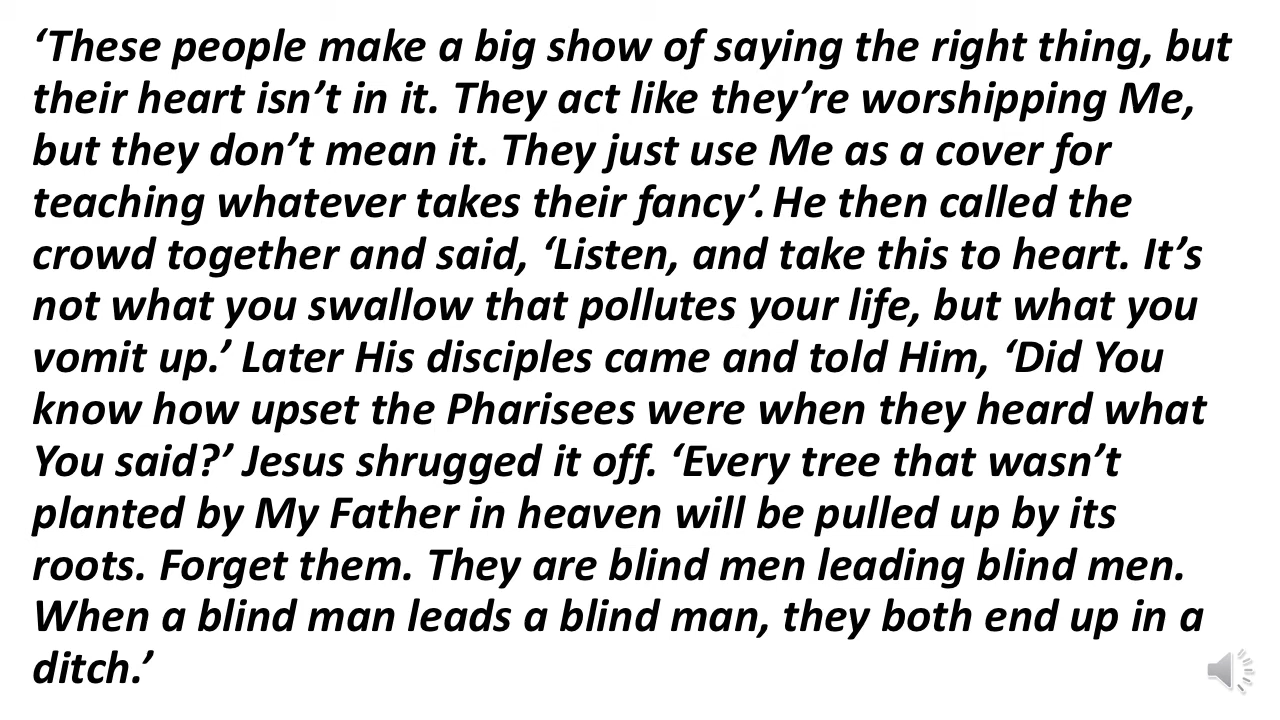 ‘These people make a big show of saying the right thing, but
their heart isn’t in it. They act like they’re worshipping Me,
but they don’t mean it. They just use Me as a cover for
teaching whatever takes their fancy’. He then called the
crowd together and said, ‘Listen, and take this to heart. It’s
not what you swallow that pollutes your life, but what you
vomit up.’ Later His disciples came and told Him, ‘Did You
know how upset the Pharisees were when they heard what
You said?’ Jesus shrugged it off. ‘Every tree that wasn’t
planted by My Father in heaven will be pulled up by its
roots. Forget them. They are blind men leading blind men.
When a blind man leads a blind man, they both end up in a
ditch.’